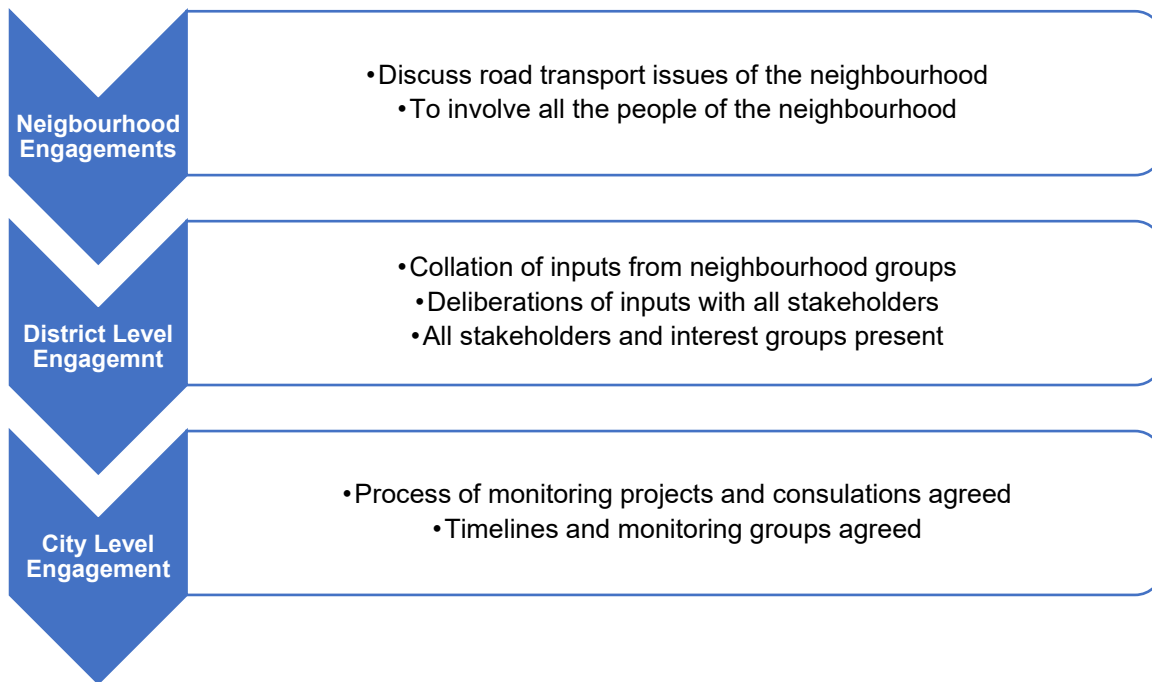 Neigbourhood
Engagements
•Discuss road transport issues of the neighbourhood
•To involve all the people of the neighbourhood
District Level
Engagemnt
•Collation of inputs from neighbourhood groups
•Deliberations of inputs with all stakeholders
•All stakeholders and interest groups present
City Level
Engagement
•Process of monitoring projects and consulations agreed
•Timelines and monitoring groups agreed